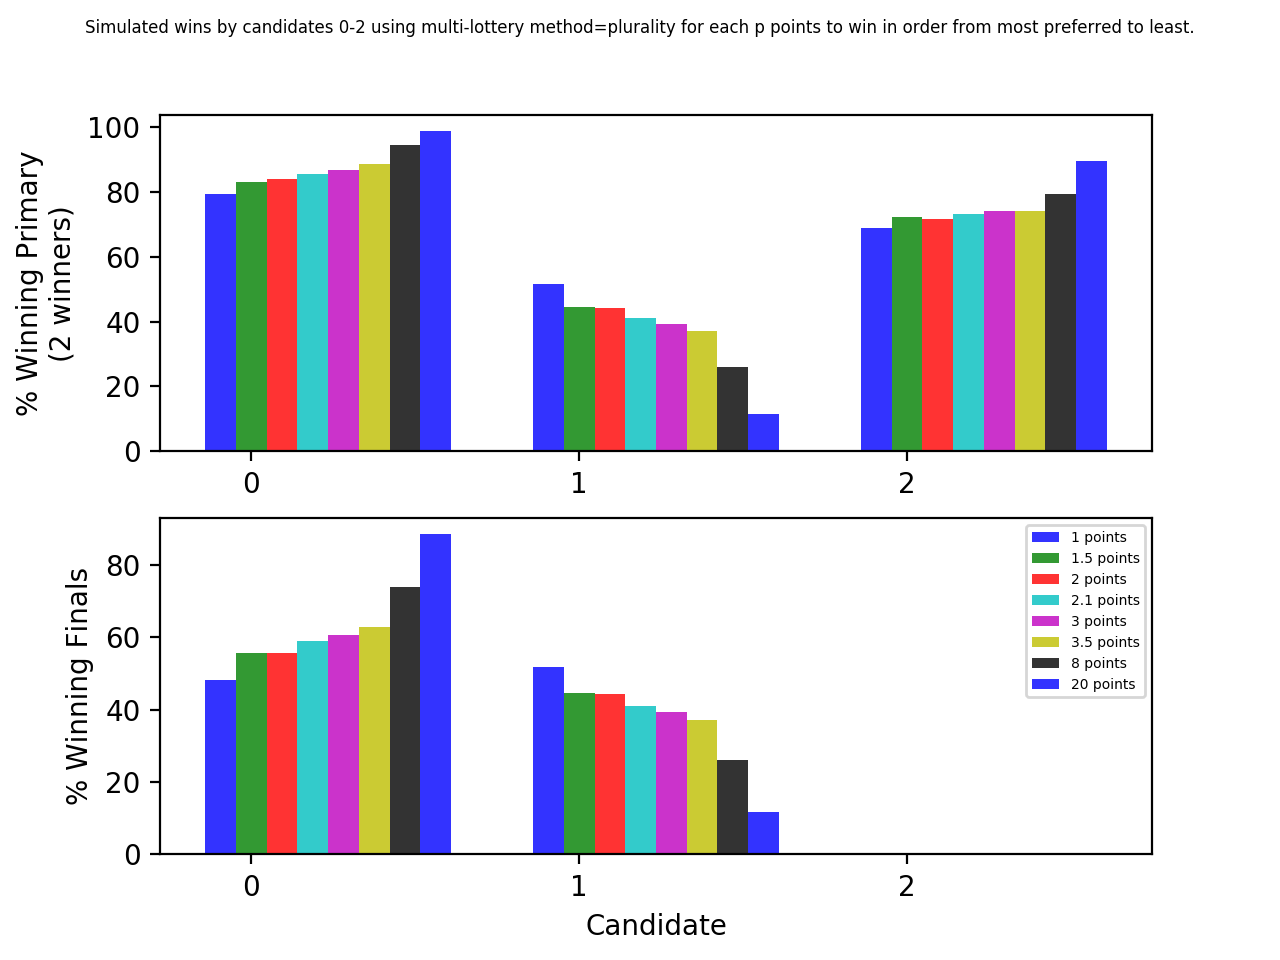 Simulated wins by candidates 0-2 using multi-lottery method=plurality for each p points to win in order from most preferred to least.
% Winning Primary
(2 winners)
100
80
60
40
20
0
0
1
2
% Winning Finals
80
60
40
20
0
0
1
2
Candidate
1 points
1.5 points
2 points
2.1 points
3 points
3.5 points
8 points
20 points